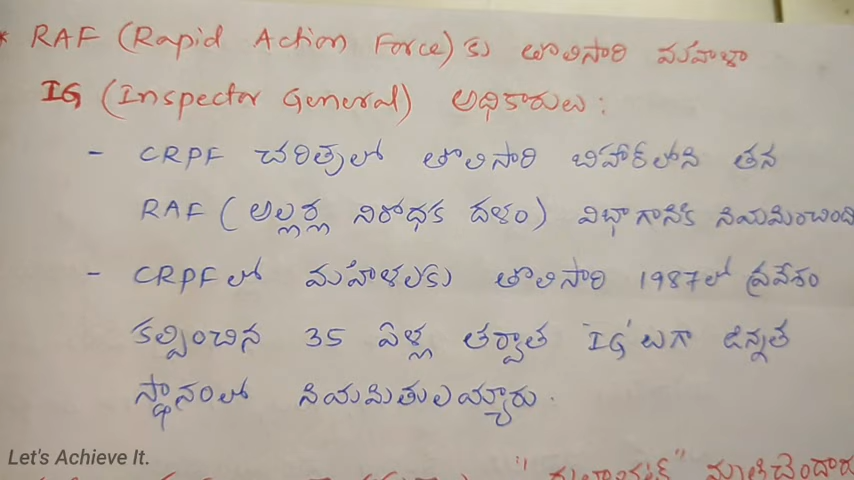 * RAF (Rapid Action Force) కు తొలిసారి మహిళా
IG (Inspector General) అధికారులు :
- CRPF చరిత్రలో తొలిసారి బిహార్‌లోని తన
RAF (అల్లర్ల నిరోధక దళం) విభాగానికి నియమించింది
- CRPF లో మహిళలకు తొలిసారి 1987లో ప్రవేశం
కల్పించిన 35 ఏళ్ల తర్వాత 'IG' లుగా ఉన్నత
స్థానంలో నియమితులయ్యారు.
Let's Achieve It.